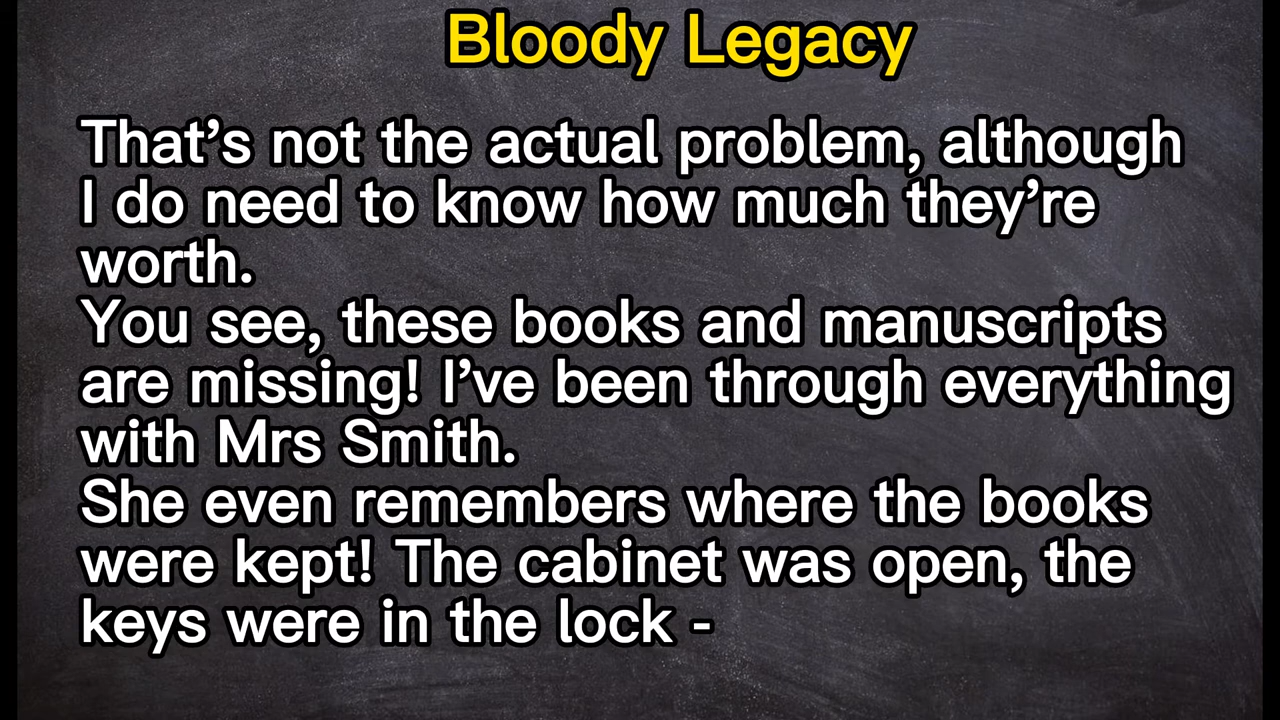 Bloody Legacy
That’s not the actual problem, although
I do need to know how much they’re
worth.
You see, these books and manuscripts
are missing! I’ve been through everything
with Mrs Smith.
She even remembers where the books
were kept! The cabinet was open, the
keys were in the lock -